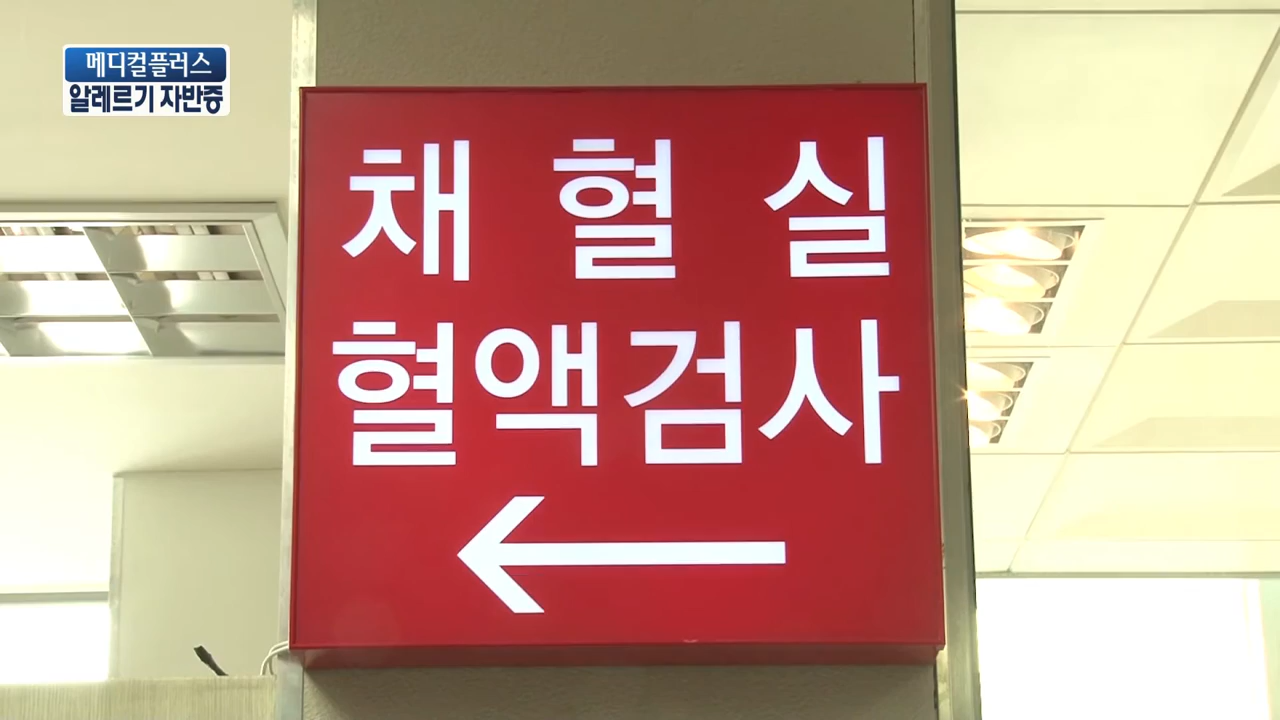 메디컬플러스
알레르기 자반증
채 혈 실
혈액검사
←